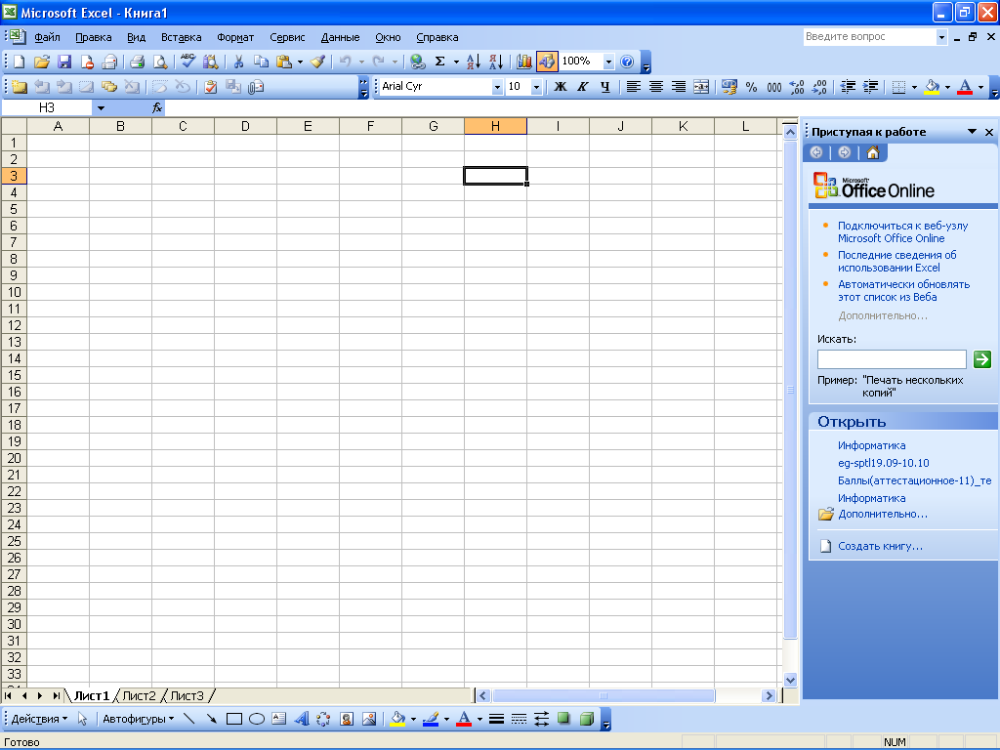 Microsoft Excel - Книга1
Файл Правка Вид Вставка Формат Сервис Данные Окно Справка
Введите вопрос
100%
Arial Cyr 10 Ж К Ч % 000
H3 fx
A B C D E F G H I J K L
1
2
3
4
5
6
7
8
9
10
11
12
13
14
15
16
17
18
19
20
21
22
23
24
25
26
27
28
29
30
31
32
33
Приступая к работе
Microsoft
Office Online
Подключиться к веб-узлу
Microsoft Office Online
Последние сведения об
использовании Excel
Автоматически обновлять
этот список из Веба
Дополнительно...
Искать:
Пример: "Печать нескольких
копий"
Открыть
Информатика
eg-sptl19.09-10.10
Баллы(аттестационное-11)_те
Информатика
Дополнительно...
Создать книгу...
Лист1 Лист2 Лист3
Действия Автофигуры
Готово
NUM